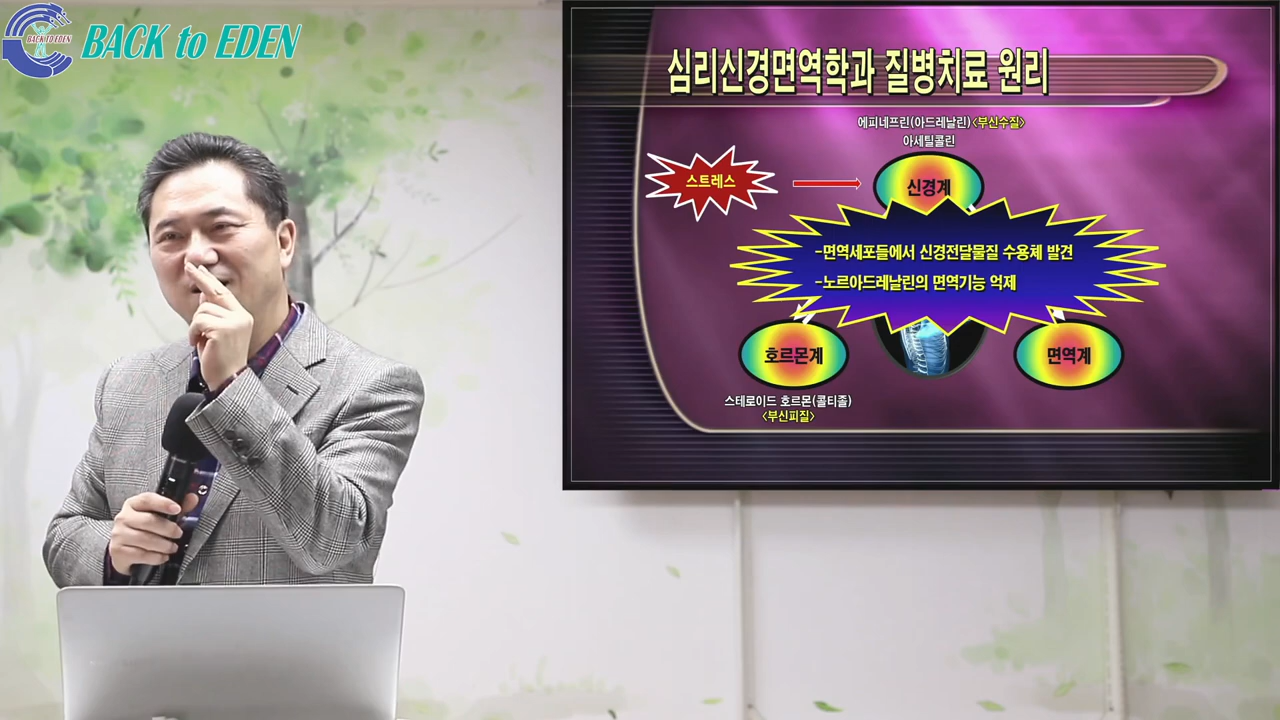 BACK TO EDEN
BACK to EDEN
심리신경면역학과 질병치료 원리
에피네프린(아드레날린)<부신수질>
아세틸콜린
스트레스
신경계
-면역세포들에서 신경전달물질 수용체 발견
-노르아드레날린의 면역기능 억제
호르몬계
면역계
스테로이드 호르몬(콜티졸)
<부신피질>